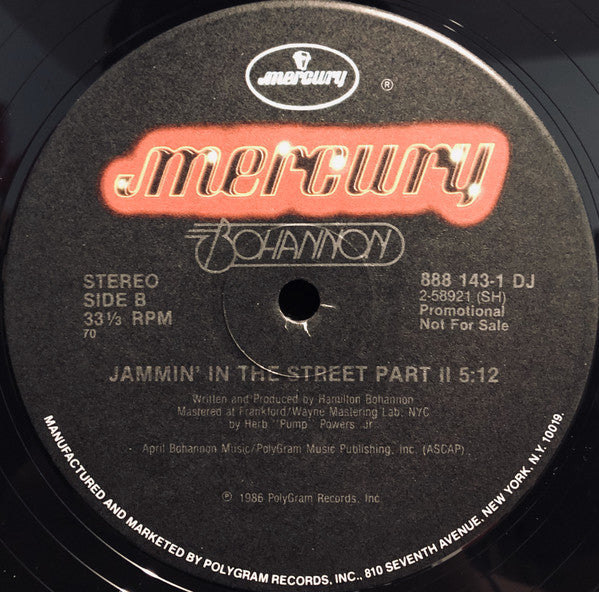 mercury
®
mercury
BOHANNON
STEREO
SIDE B
33⅓ RPM
70
888 143-1 DJ
2-58921 (SH)
Promotional
Not For Sale
JAMMIN' IN THE STREET PART II 5:12
Written and Produced by Hamilton Bohannon
Mastered at Frankford/Wayne Mastering Lab, NYC
by Herb "Pump" Powers Jr.
April Bohannon Music/PolyGram Music Publishing, Inc. (ASCAP)
℗ 1986 PolyGram Records, Inc.
MANUFACTURED AND MARKETED BY POLYGRAM RECORDS, INC., 810 SEVENTH AVENUE, NEW YORK, N.Y. 10019.